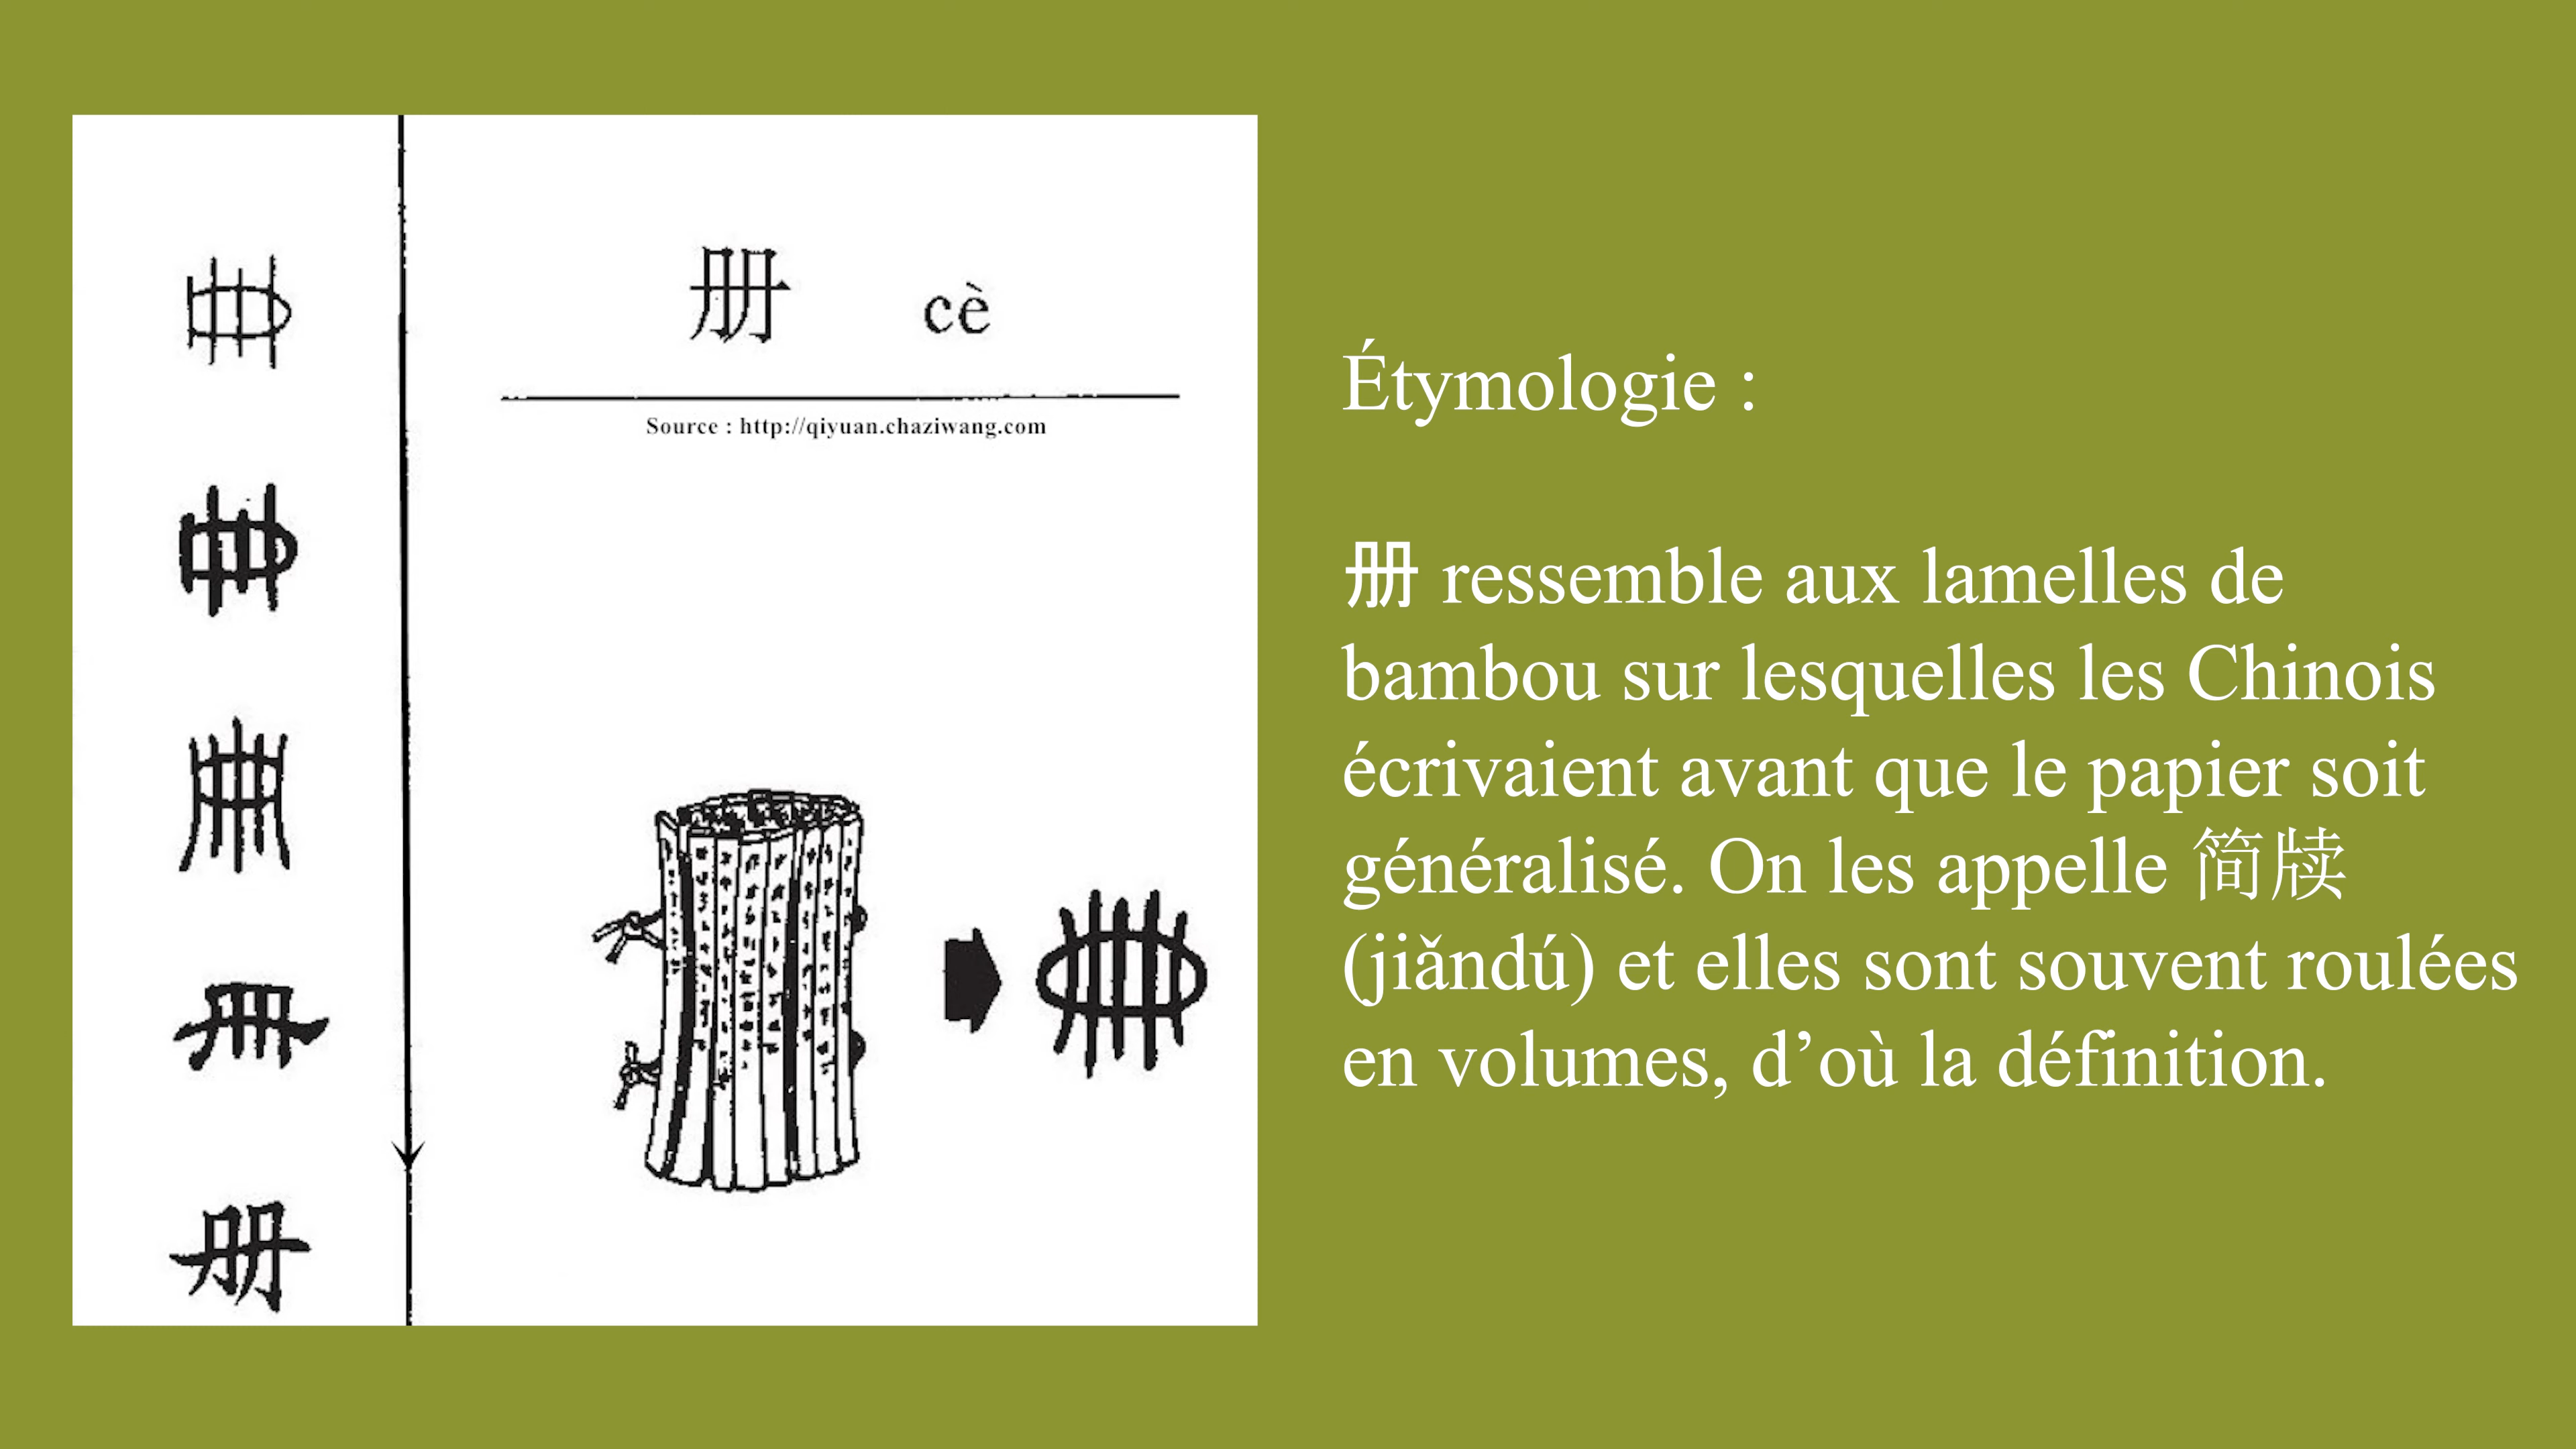 册 cè
Source : http://qiyuan.chaziwang.com
册
Étymologie :
册 ressemble aux lamelles de
bambou sur lesquelles les Chinois
écrivaient avant que le papier soit
généralisé. On les appelle 简牍
(jiǎndú) et elles sont souvent roulées
en volumes, d’où la définition.